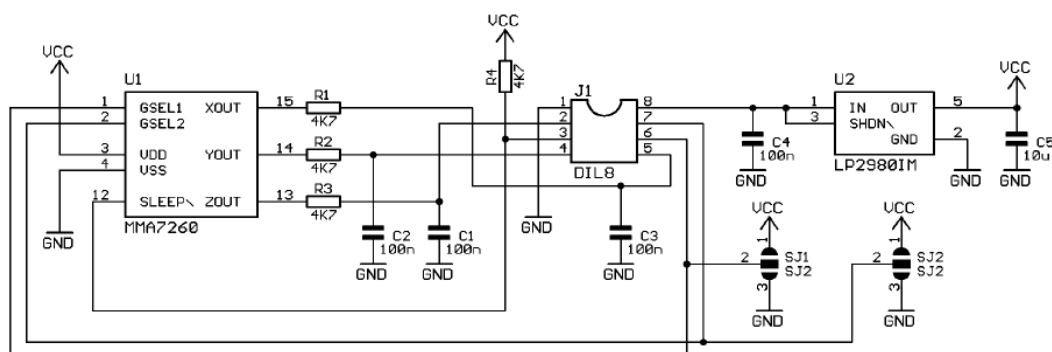 VCC
VCC
VCC
U1
R4
4K7
J1
U2
1 GSEL1 XOUT 15 R1 4K7
2 GSEL2
3 VDD YOUT 14 R2 4K7
4 VSS
12 SLEEP\ ZOUT 13 R3 4K7
MMA7260
GND
1 8
2 7
3 6
4 5
DIL8
1 IN OUT 5
3 SHDN\
GND 2
LP2980IM
C4
100n
GND
GND
C5
10u
GND
C2
100n
GND
C1
100n
GND
GND
C3
100n
GND
VCC
1
2 SJ1
SJ2
3
GND
VCC
1
2 SJ2
SJ2
3
GND